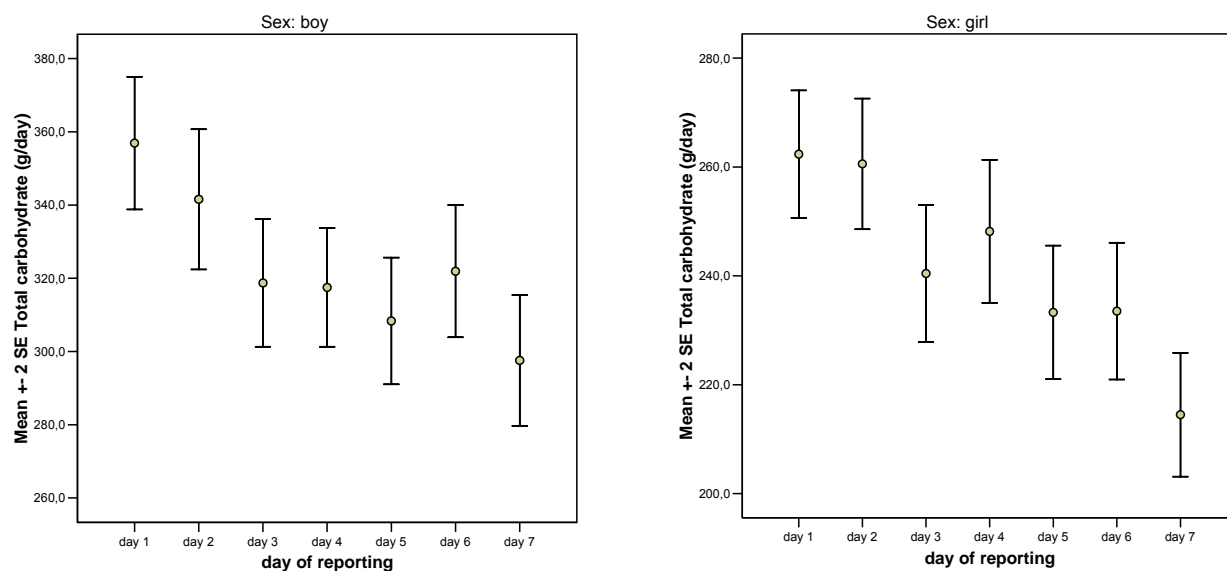 Sex: boy
Mean +- 2 SE Total carbohydrate (g/day)
380,0
360,0
340,0
320,0
300,0
280,0
260,0
day 1 day 2 day 3 day 4 day 5 day 6 day 7
day of reporting
Sex: girl
Mean +- 2 SE Total carbohydrate (g/day)
280,0
260,0
240,0
220,0
200,0
day 1 day 2 day 3 day 4 day 5 day 6 day 7
day of reporting